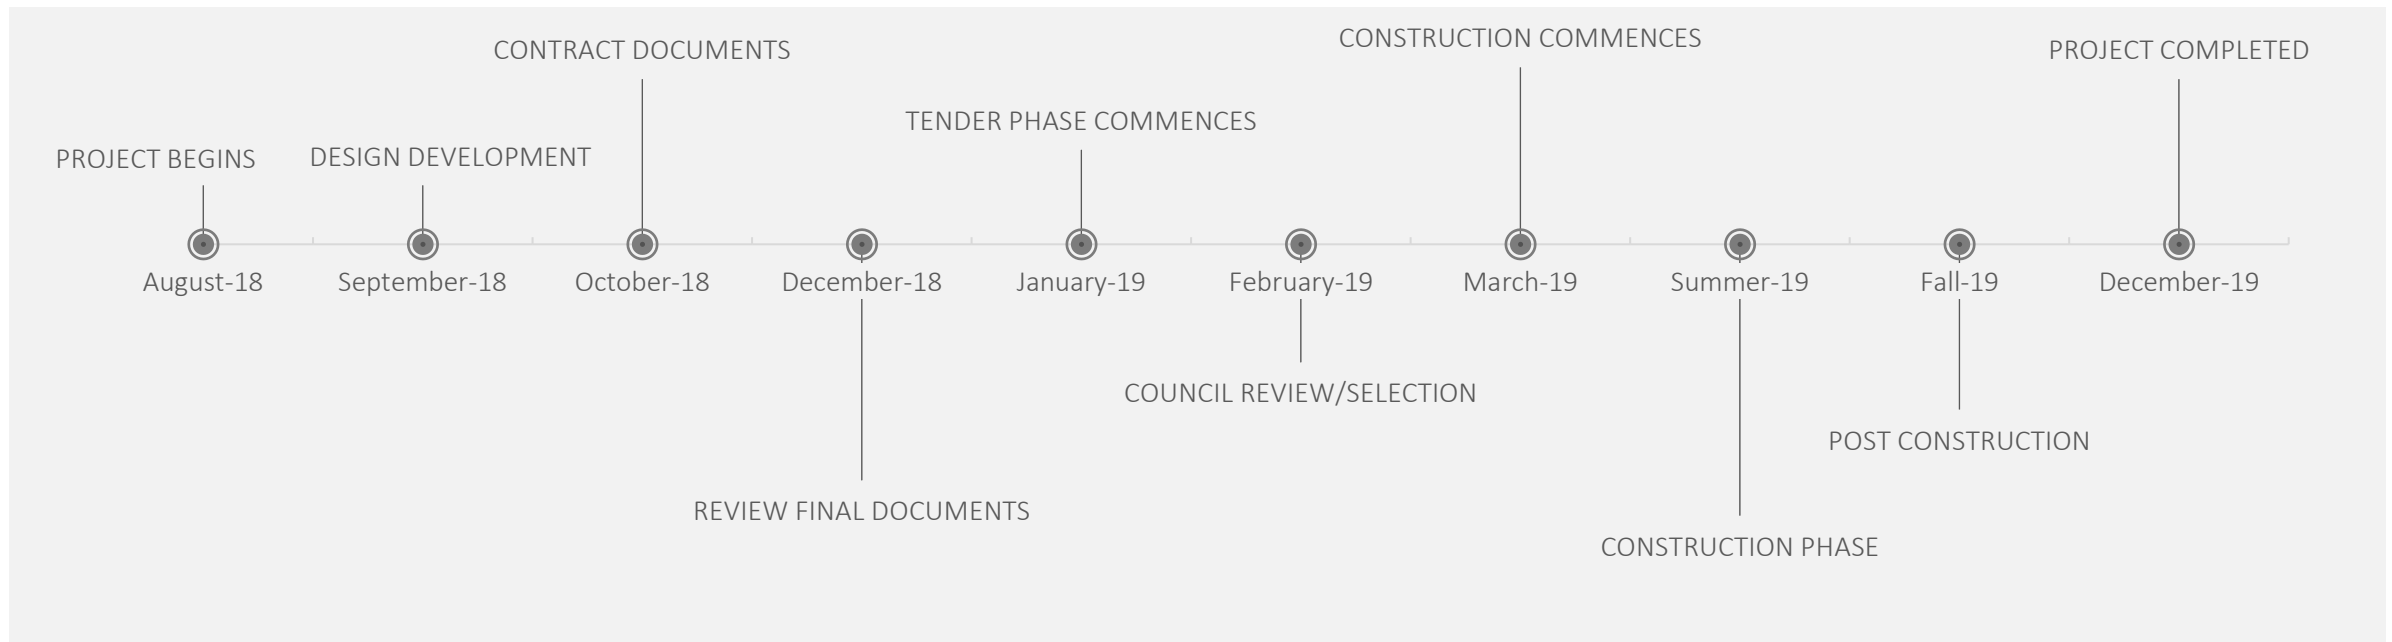 CONSTRUCTION COMMENCES
CONTRACT DOCUMENTS
PROJECT COMPLETED
TENDER PHASE COMMENCES
PROJECT BEGINS
DESIGN DEVELOPMENT
August-18
September-18
October-18
December-18
January-19
February-19
March-19
Summer-19
Fall-19
December-19
COUNCIL REVIEW/SELECTION
POST CONSTRUCTION
REVIEW FINAL DOCUMENTS
CONSTRUCTION PHASE